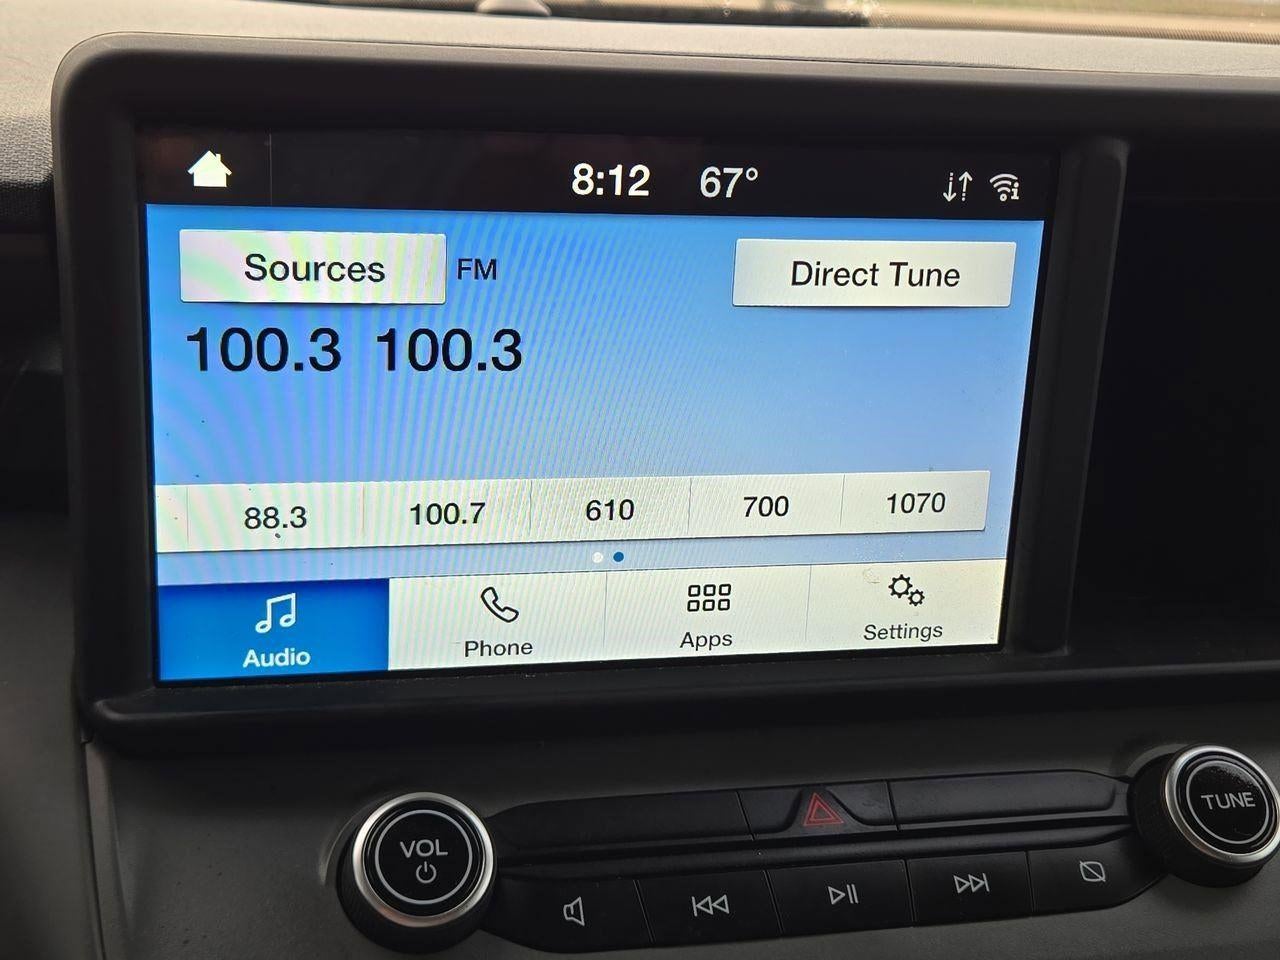 8:12 67°
Sources FM Direct Tune
100.3 100.3
88.3 100.7 610 700 1070
Audio Phone Apps Settings
VOL TUNE